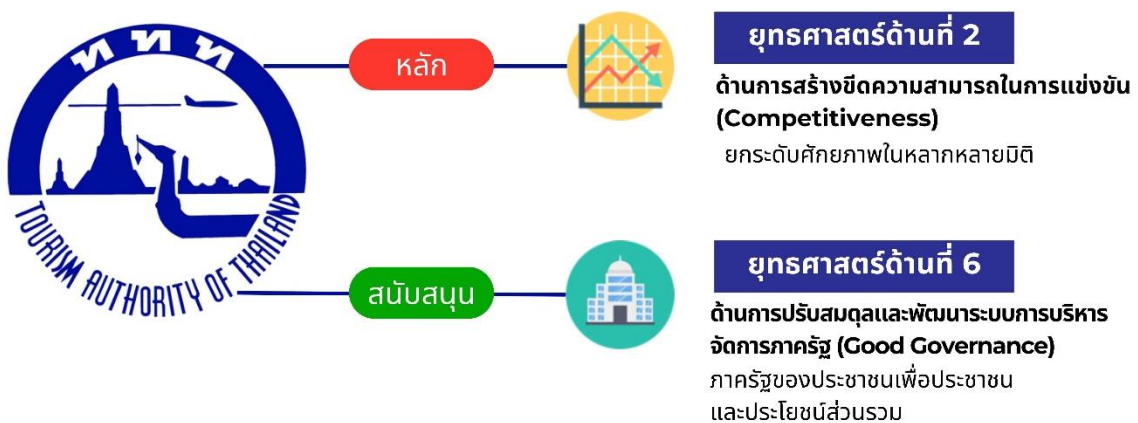 ททท
TOURISM AUTHORITY OF THAILAND
หลัก
ยุทธศาสตร์ด้านที่ 2
ด้านการสร้างขีดความสามารถในการแข่งขัน
(Competitiveness)
ยกระดับศักยภาพในหลากหลายมิติ
สนับสนุน
ยุทธศาสตร์ด้านที่ 6
ด้านการปรับสมดุลและพัฒนาระบบการบริหาร
จัดการภาครัฐ (Good Governance)
ภาครัฐของประชาชนเพื่อประชาชน
และประโยชน์ส่วนรวม